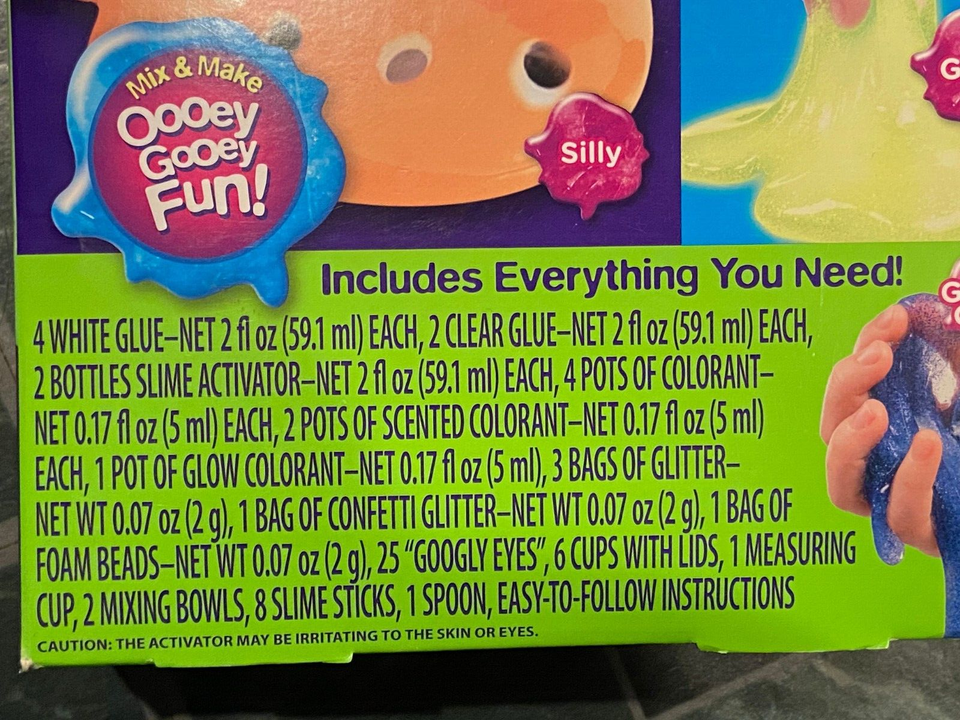 Mix & Make
Oooey
Gooey
Fun!
Silly
G
Includes Everything You Need!
G
4 WHITE GLUE–NET 2 fl oz (59.1 ml) EACH, 2 CLEAR GLUE–NET 2 fl oz (59.1 ml) EACH,
2 BOTTLES SLIME ACTIVATOR–NET 2 fl oz (59.1 ml) EACH, 4 POTS OF COLORANT–
NET 0.17 fl oz (5 ml) EACH, 2 POTS OF SCENTED COLORANT–NET 0.17 fl oz (5 ml)
EACH, 1 POT OF GLOW COLORANT–NET 0.17 fl oz (5 ml), 3 BAGS OF GLITTER–
NET WT 0.07 oz (2 g), 1 BAG OF CONFETTI GLITTER–NET WT 0.07 oz (2 g), 1 BAG OF
FOAM BEADS–NET WT 0.07 oz (2 g), 25 “GOOGLY EYES”, 6 CUPS WITH LIDS, 1 MEASURING
CUP, 2 MIXING BOWLS, 8 SLIME STICKS, 1 SPOON, EASY-TO-FOLLOW INSTRUCTIONS
CAUTION: THE ACTIVATOR MAY BE IRRITATING TO THE SKIN OR EYES.